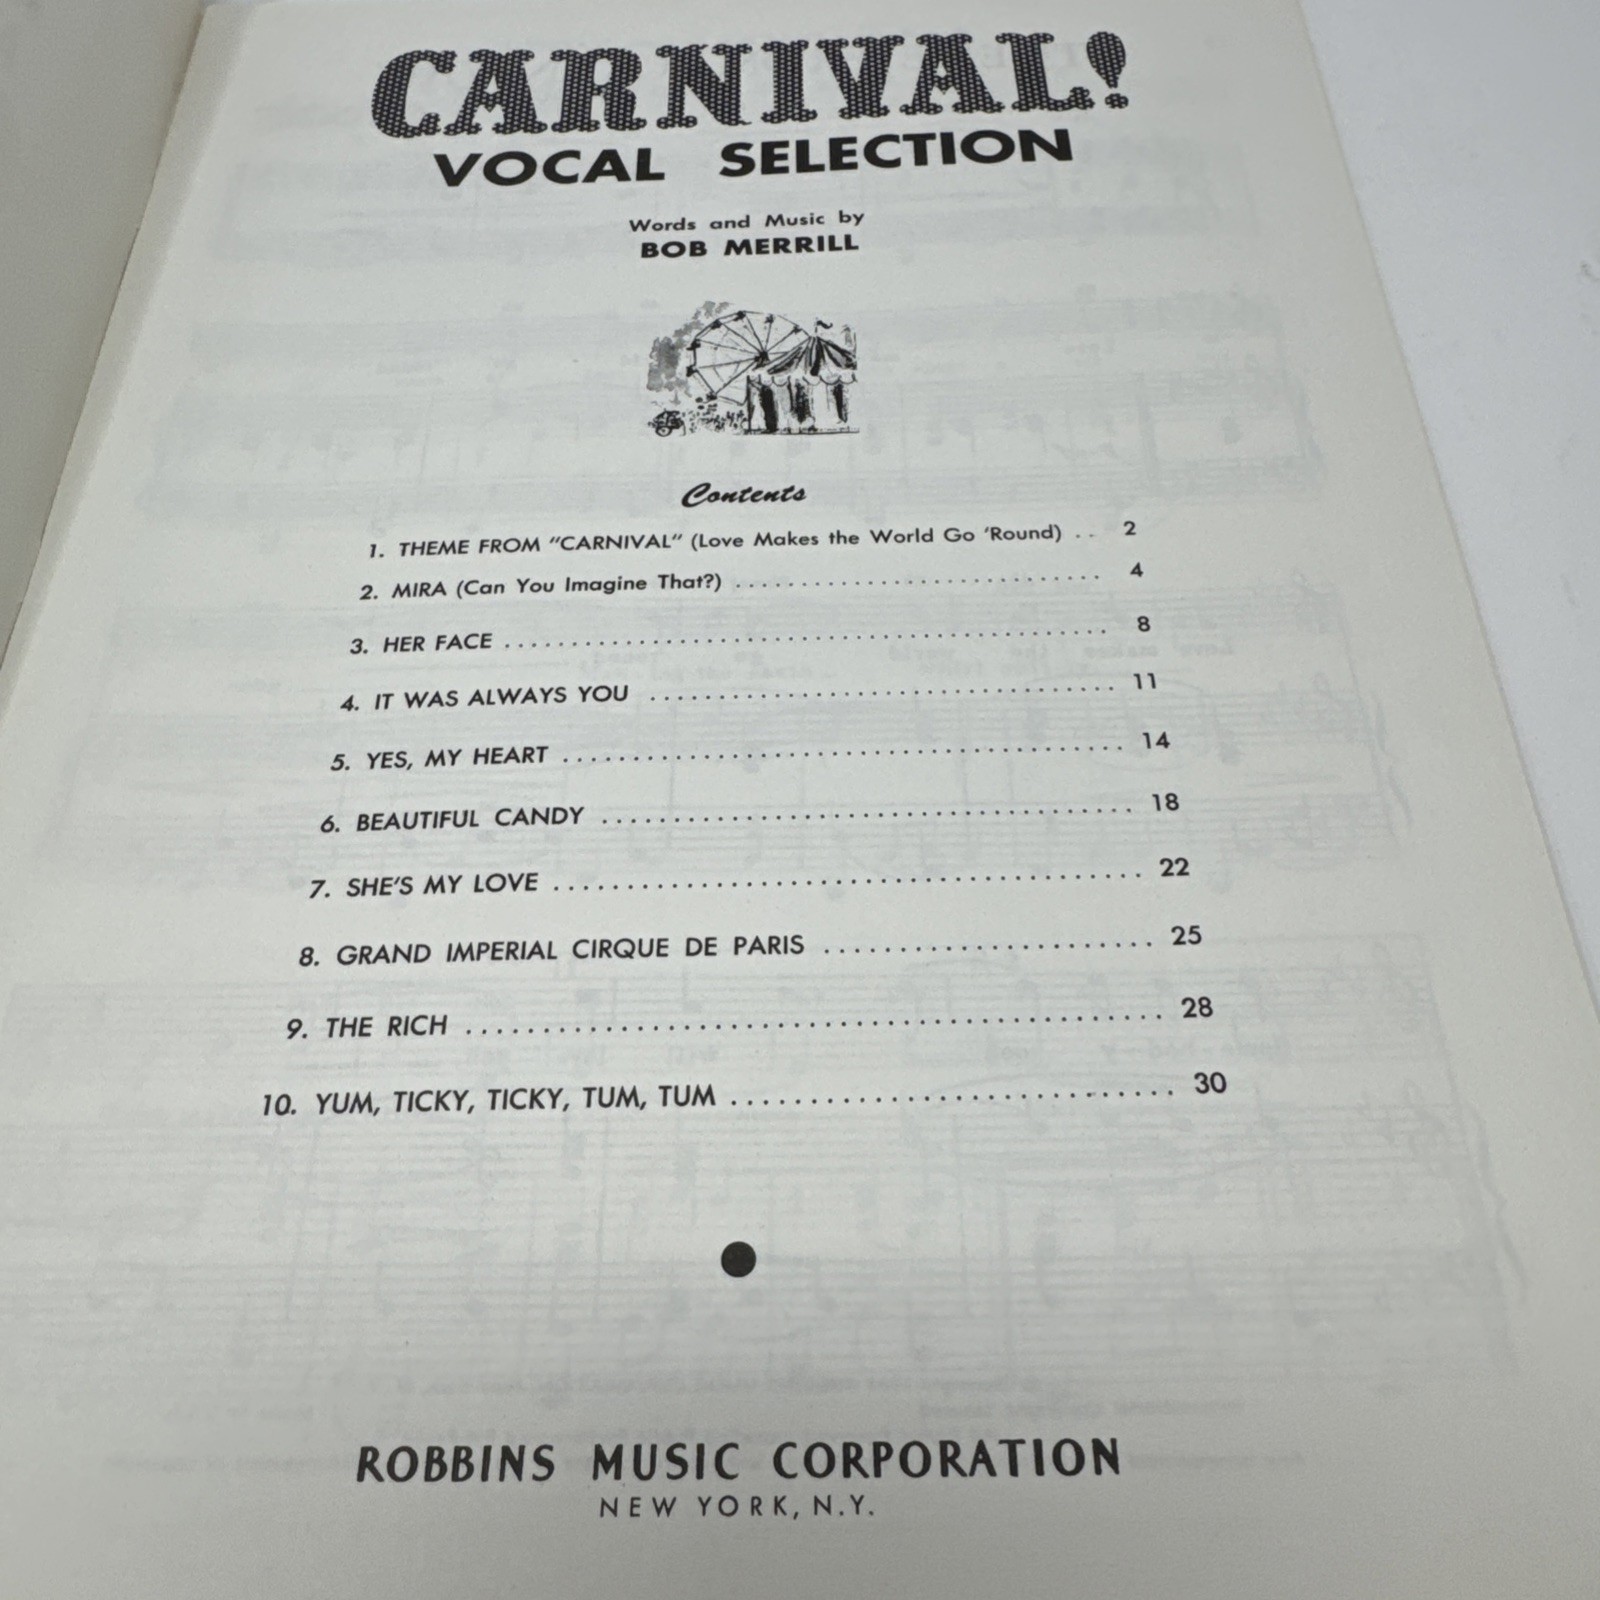 CARNIVAL!
VOCAL SELECTION
Words and Music by
BOB MERRILL
Contents
1. THEME FROM "CARNIVAL" (Love Makes the World Go 'Round) . . 2
2. MIRA (Can You Imagine That?) . . . . . . . . . . . . . . . . . . . . . . . . . . . . 4
3. HER FACE . . . . . . . . . . . . . . . . . . . . . . . . . . . . . . . . . . . . . . . . . . . . . 8
4. IT WAS ALWAYS YOU . . . . . . . . . . . . . . . . . . . . . . . . . . . . . . . . . . 11
5. YES, MY HEART . . . . . . . . . . . . . . . . . . . . . . . . . . . . . . . . . . . . . . . . 14
6. BEAUTIFUL CANDY . . . . . . . . . . . . . . . . . . . . . . . . . . . . . . . . . . . . 18
7. SHE'S MY LOVE . . . . . . . . . . . . . . . . . . . . . . . . . . . . . . . . . . . . . . . 22
8. GRAND IMPERIAL CIRQUE DE PARIS . . . . . . . . . . . . . . . . . . . . . . 25
9. THE RICH . . . . . . . . . . . . . . . . . . . . . . . . . . . . . . . . . . . . . . . . . . . . 28
10. YUM, TICKY, TICKY, TUM, TUM . . . . . . . . . . . . . . . . . . . . . . . . . . 30
ROBBINS MUSIC CORPORATION
NEW YORK, N.Y.